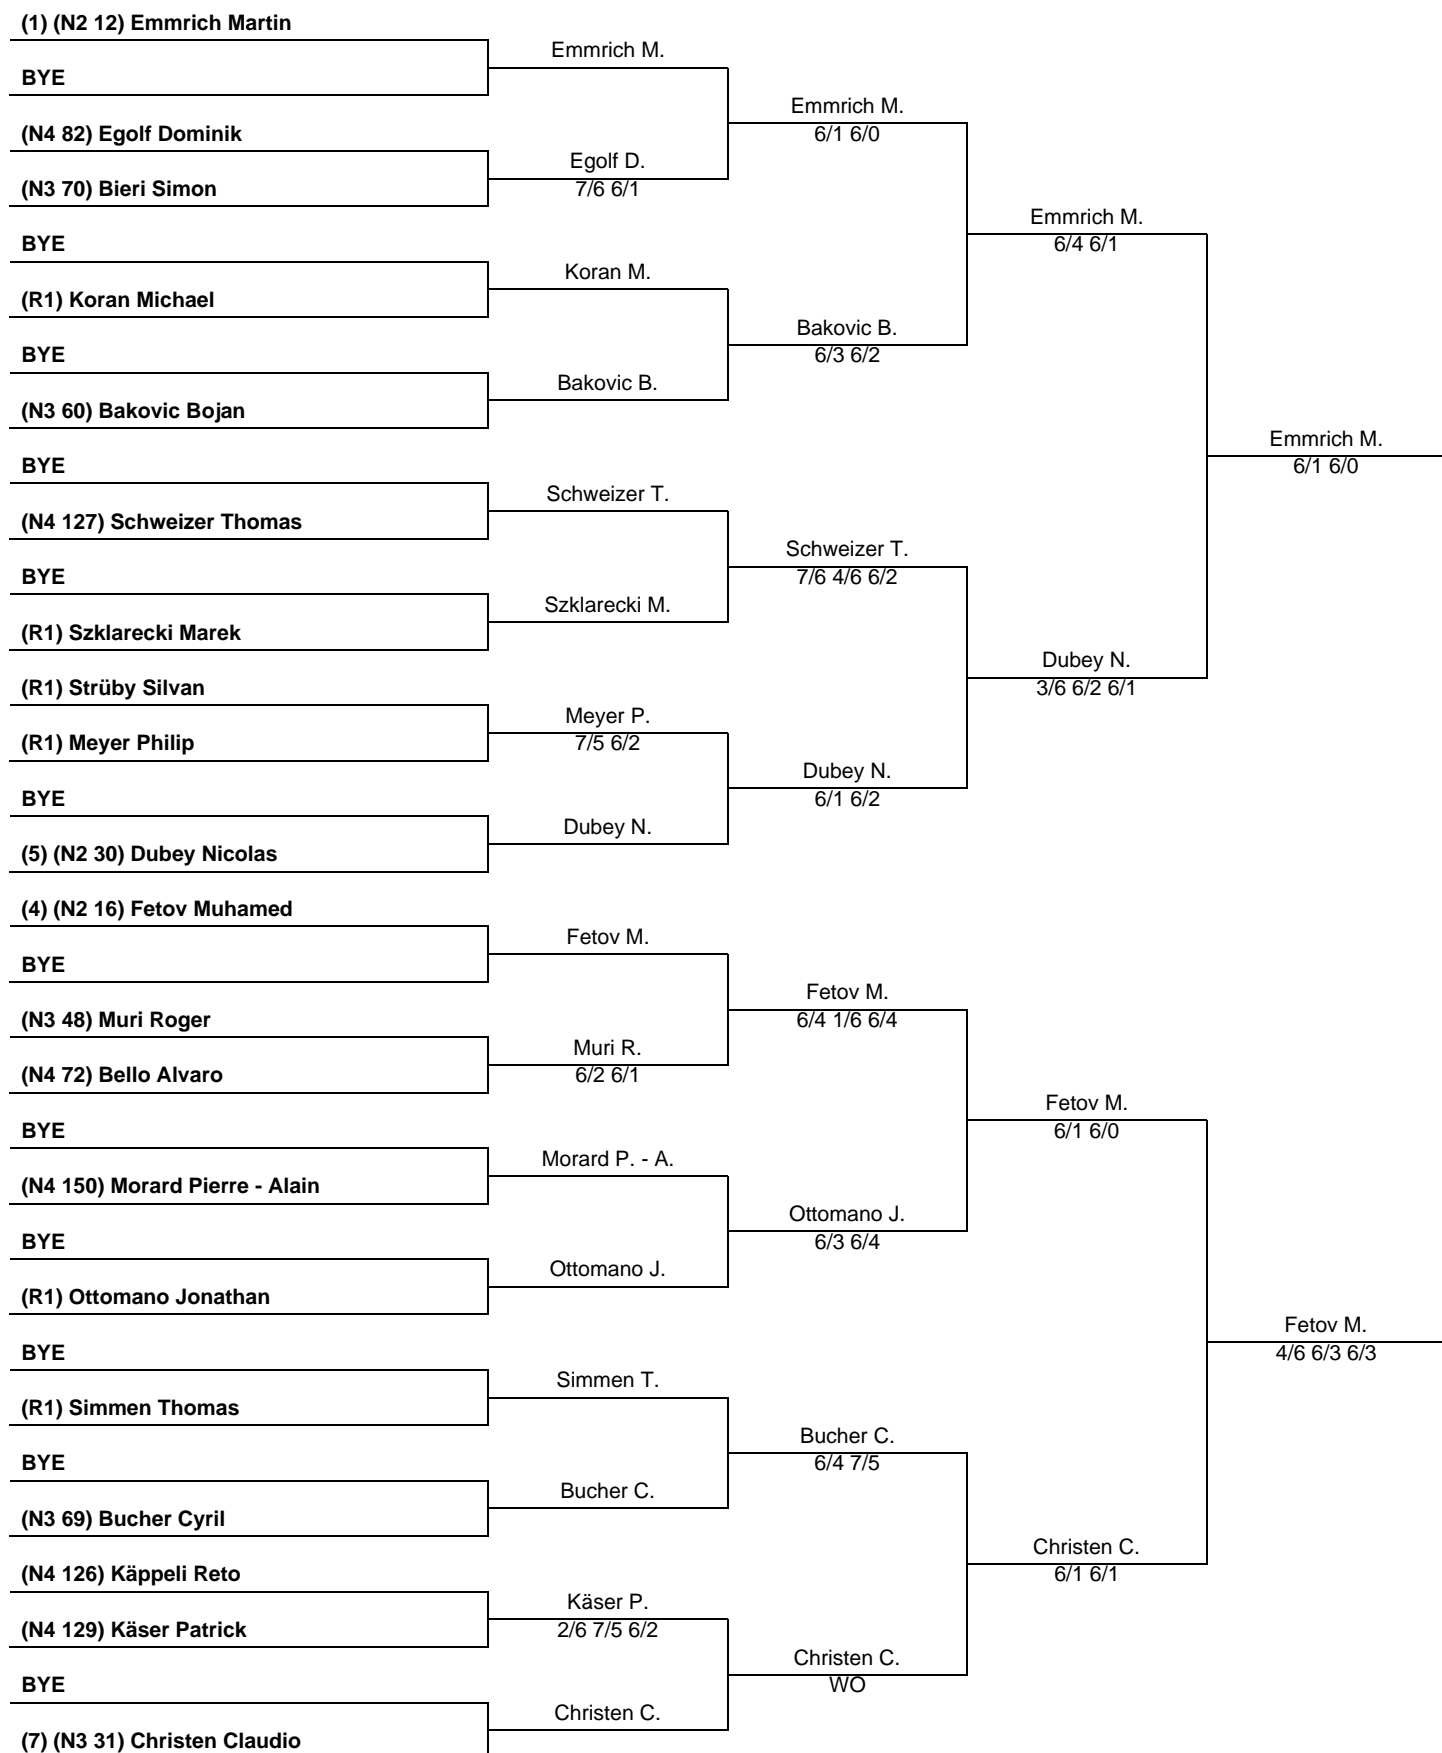 (1) (N2 12) Emmrich Martin
BYE
(N4 82) Egolf Dominik
(N3 70) Bieri Simon
BYE
(R1) Koran Michael
BYE
(N3 60) Bakovic Bojan
BYE
(N4 127) Schweizer Thomas
BYE
(R1) Szklarecki Marek
(R1) Strüby Silvan
(R1) Meyer Philip
BYE
(5) (N2 30) Dubey Nicolas
(4) (N2 16) Fetov Muhamed
BYE
(N3 48) Muri Roger
(N4 72) Bello Alvaro
BYE
(N4 150) Morard Pierre - Alain
BYE
(R1) Ottomano Jonathan
BYE
(R1) Simmen Thomas
BYE
(N3 69) Bucher Cyril
(N4 126) Käppeli Reto
(N4 129) Käser Patrick
BYE
(7) (N3 31) Christen Claudio
Emmrich M.
Egolf D.
7/6 6/1
Koran M.
Bakovic B.
Schweizer T.
Szklarecki M.
Meyer P.
7/5 6/2
Dubey N.
Fetov M.
Muri R.
6/2 6/1
Morard P. - A.
Ottomano J.
Simmen T.
Bucher C.
Käser P.
2/6 7/5 6/2
Christen C.
Emmrich M.
6/1 6/0
Bakovic B.
6/3 6/2
Schweizer T.
7/6 4/6 6/2
Dubey N.
6/1 6/2
Fetov M.
6/4 1/6 6/4
Ottomano J.
6/3 6/4
Bucher C.
6/4 7/5
Christen C.
WO
Emmrich M.
6/4 6/1
Dubey N.
3/6 6/2 6/1
Fetov M.
6/1 6/0
Christen C.
6/1 6/1
Emmrich M.
6/1 6/0
Fetov M.
4/6 6/3 6/3